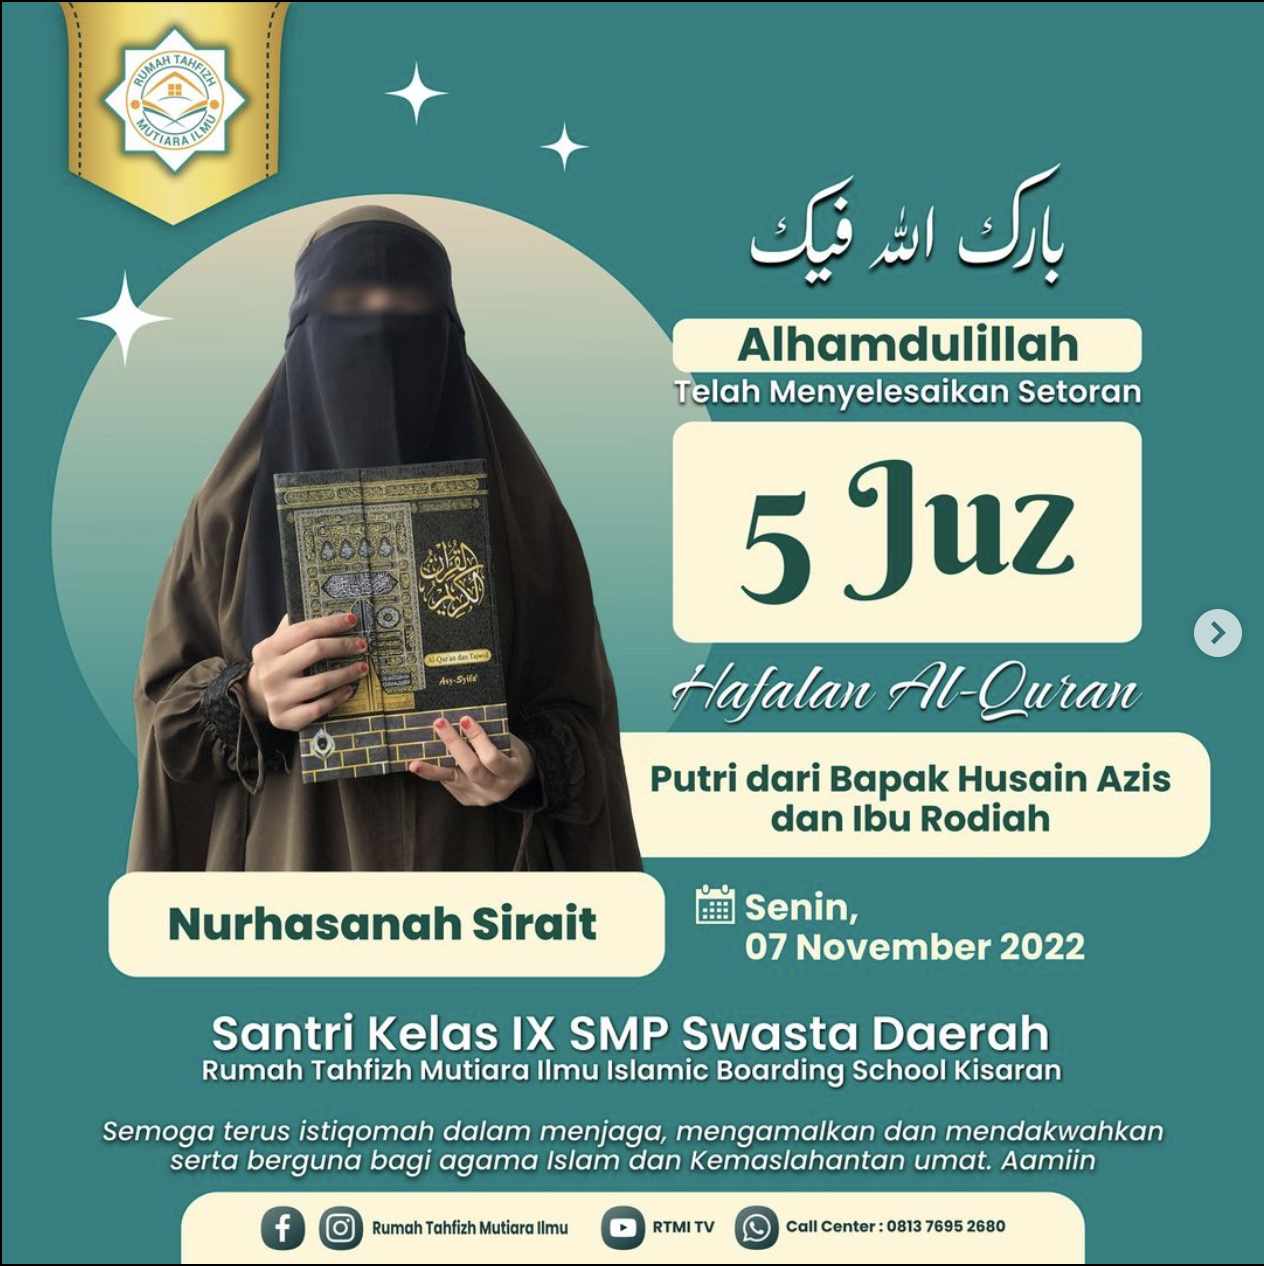 RUMAH TAHFIZH
MUTIARA ILMU
بارك الله فيك
Alhamdulillah
Telah Menyelesaikan Setoran
5 Juz
القرآن
الكريم
Al-Qur'an dan Tajwid
Asy-Syifa'
Hafalan Al-Quran
Putri dari Bapak Husain Azis
dan Ibu Rodiah
Nurhasanah Sirait
Senin,
07 November 2022
Santri Kelas IX SMP Swasta Daerah
Rumah Tahfizh Mutiara Ilmu Islamic Boarding School Kisaran
Semoga terus istiqomah dalam menjaga, mengamalkan dan mendakwahkan
serta berguna bagi agama Islam dan Kemaslahantan umat. Aamiin
Rumah Tahfizh Mutiara Ilmu RTMI TV Call Center : 0813 7695 2680